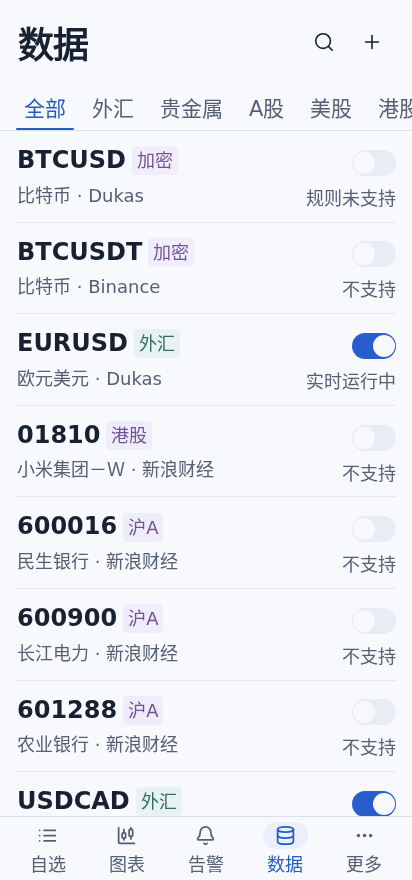 数据
全部 外汇 贵金属 A股 美股 港股
BTCUSD 加密
比特币 · Dukas 规则未支持
BTCUSDT 加密
比特币 · Binance 不支持
EURUSD 外汇
欧元美元 · Dukas 实时运行中
01810 港股
小米集团－W · 新浪财经 不支持
600016 沪A
民生银行 · 新浪财经 不支持
600900 沪A
长江电力 · 新浪财经 不支持
601288 沪A
农业银行 · 新浪财经 不支持
USDCAD 外汇
自选 图表 告警 数据 更多